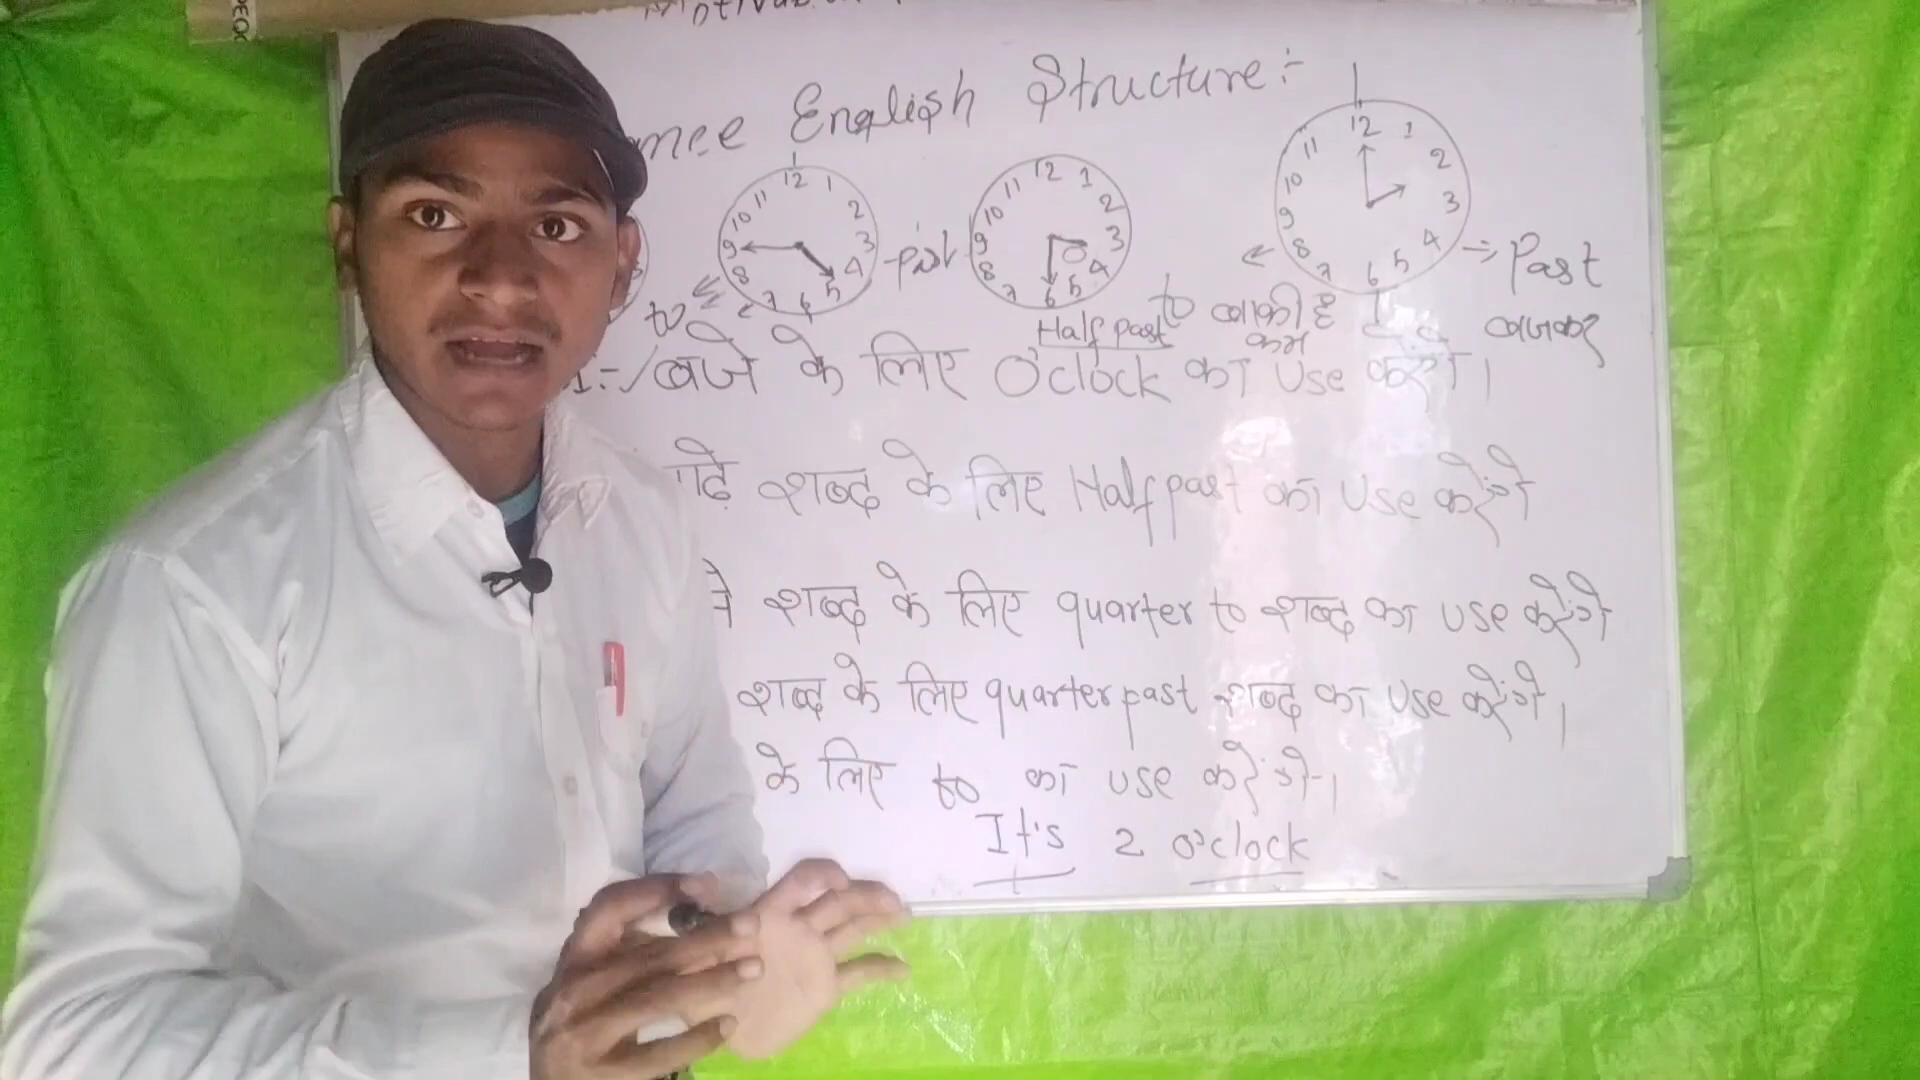 English Structure:-
12 1 2 3 4 5 6 7 8 9 10 11
12 1 2 3 4 5 6 7 8 9 10 11
12 1 2 3 4 5 6 7 8 9 10 11
to
Half past
to बाकी है
कम
Past
बजकर
1:- बजे के लिए O'clock का Use करेंगे।
शब्द के लिए Half past का Use करेंगे
शब्द के लिए quarter to शब्द का use करेंगे
शब्द के लिए quarter past शब्द का use करेंगे।
के लिए to का use करेंगे।
It's 2 o'clock